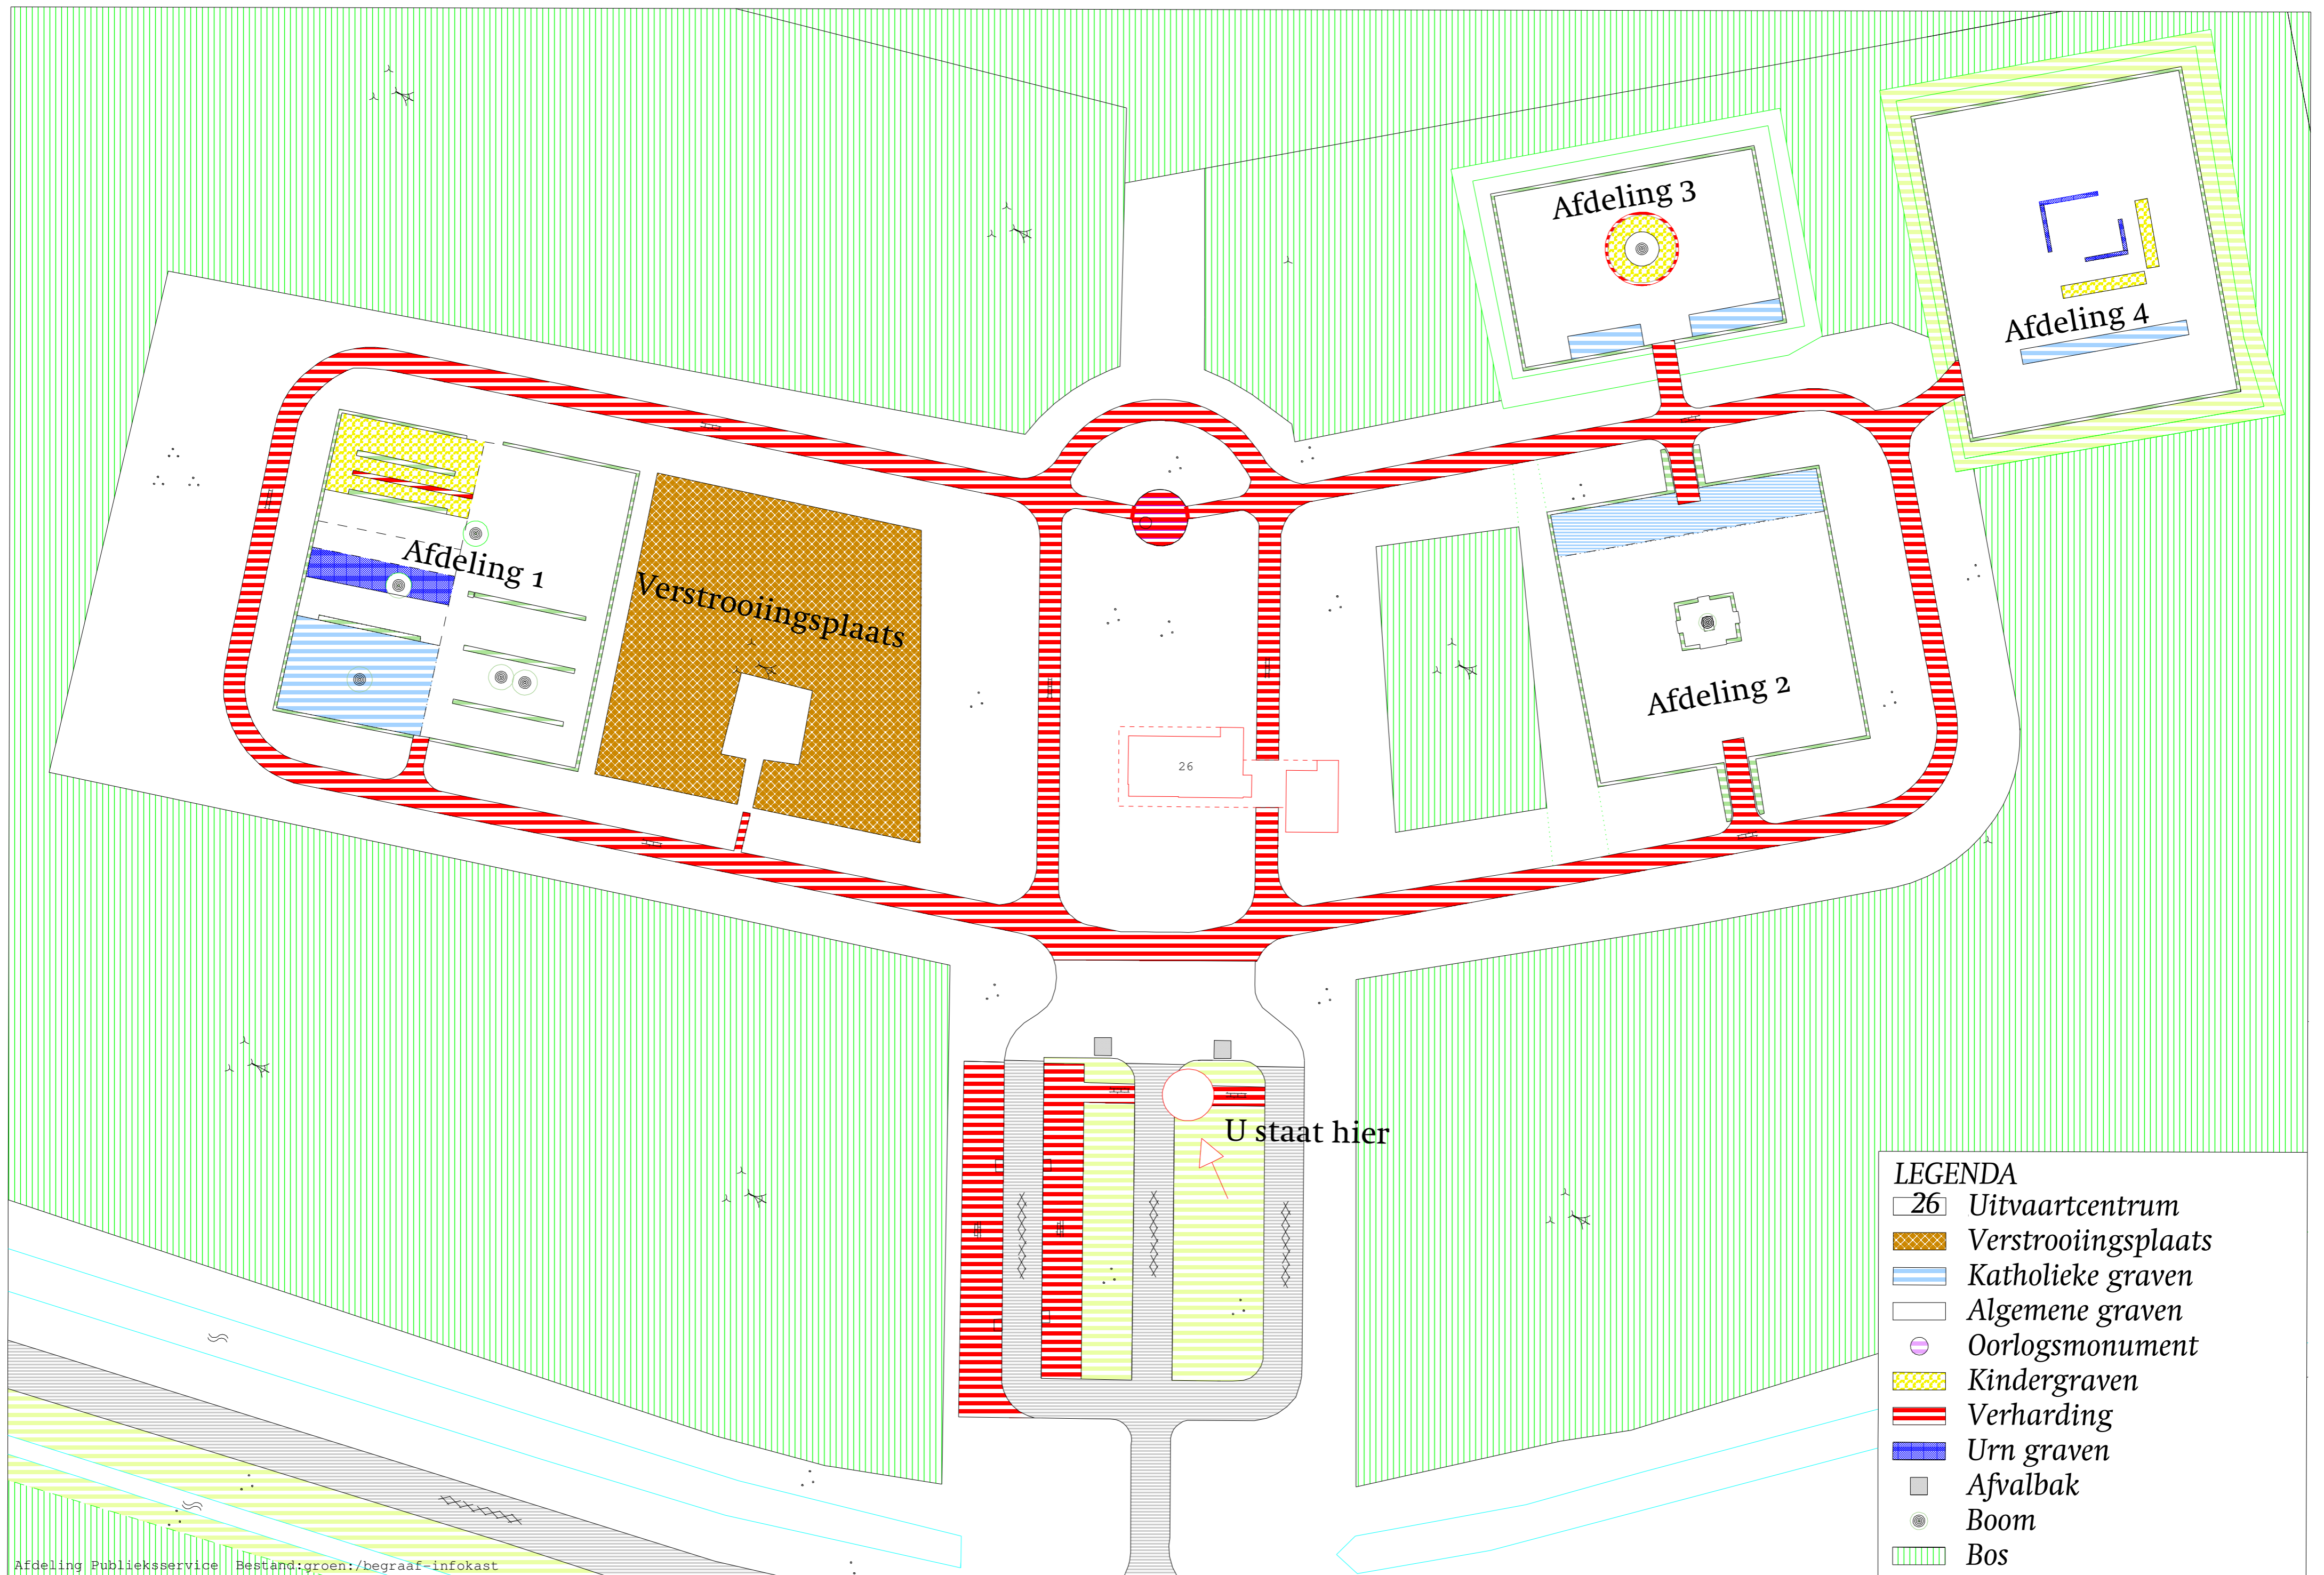 Afdeling 3
Afdeling 4
Afdeling 1
Verstrooiingsplaats
Afdeling 2
26
U staat hier
LEGENDA
26 Uitvaartcentrum
Verstrooiingsplaats
Katholieke graven
Algemene graven
Oorlogsmonument
Kindergraven
Verharding
Urn graven
Afvalbak
Boom
Bos
Afdeling Publieksservice Bestand:groen:/begraaf-infokast